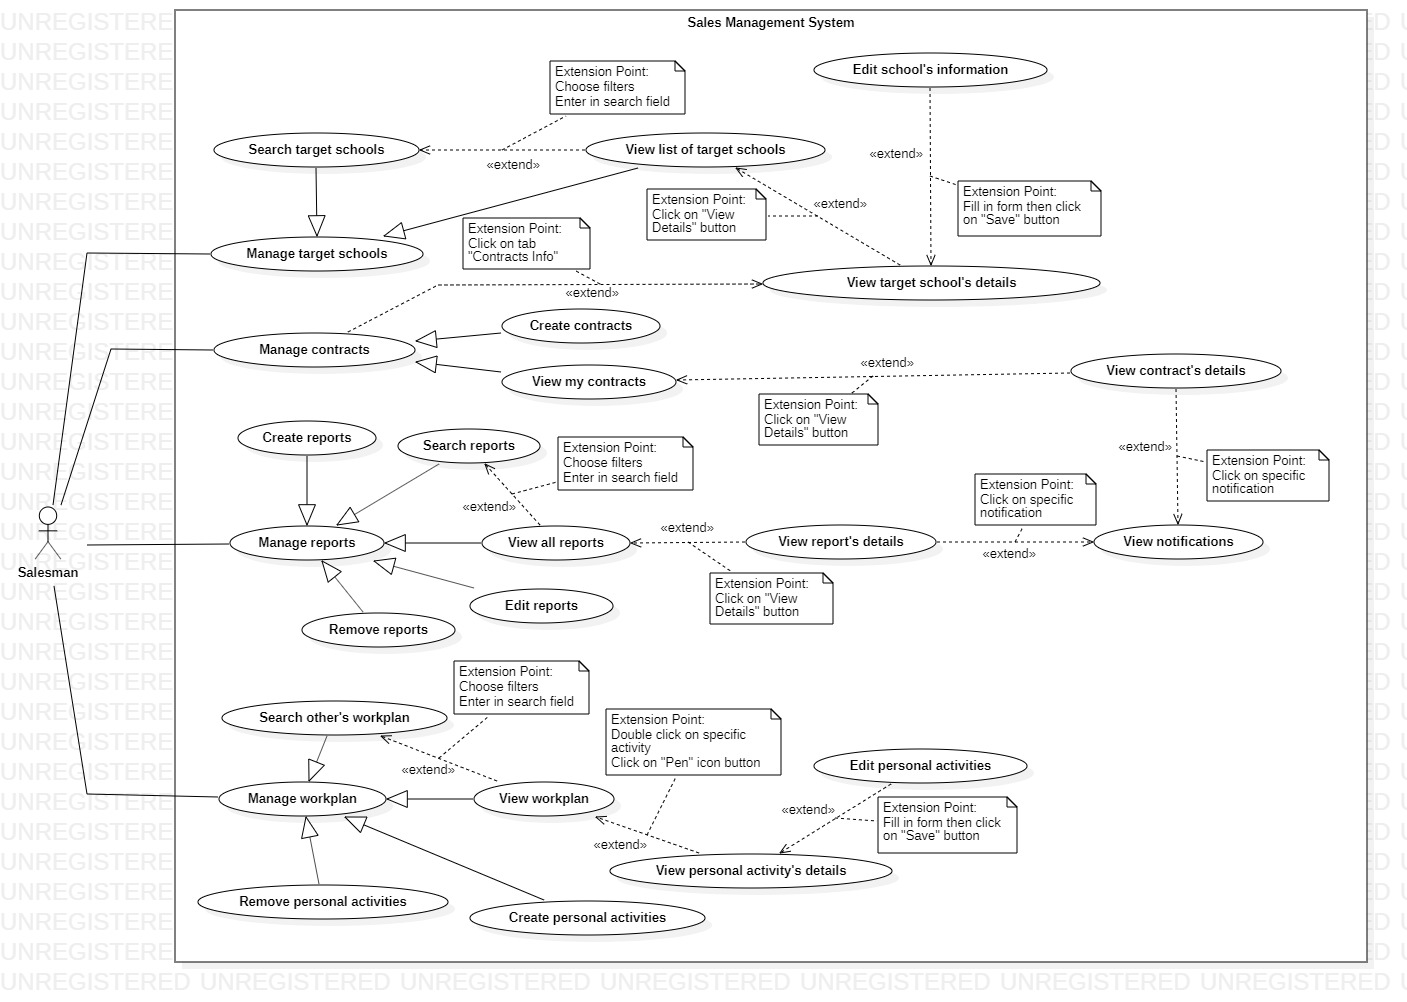 Sales Management System
Extension Point:
Choose filters
Enter in search field
Edit school's information
Search target schools
«extend»
View list of target schools
«extend»
Extension Point:
Fill in form then click
on "Save" button
Extension Point:
Click on "View
Details" button
«extend»
Extension Point:
Click on tab
"Contracts Info"
Manage target schools
View target school's details
«extend»
Create contracts
Manage contracts
View my contracts
«extend»
View contract's details
Extension Point:
Click on "View
Details" button
Create reports
Search reports
Extension Point:
Choose filters
Enter in search field
«extend»
«extend»
Extension Point:
Click on specific
notification
Extension Point:
Click on specific
notification
Manage reports
View all reports
«extend»
View report's details
«extend»
View notifications
Salesman
Extension Point:
Click on "View
Details" button
Edit reports
Remove reports
Extension Point:
Choose filters
Enter in search field
Search other's workplan
Extension Point:
Double click on specific
activity
Click on "Pen" icon button
«extend»
Edit personal activities
Manage workplan
View workplan
«extend»
Extension Point:
Fill in form then click
on "Save" button
«extend»
View personal activity's details
Remove personal activities
Create personal activities
UNREGISTERED UNREGISTERED UNREGISTERED UNREGISTERED UNREGISTERED UNREGISTERED UNREGISTERED